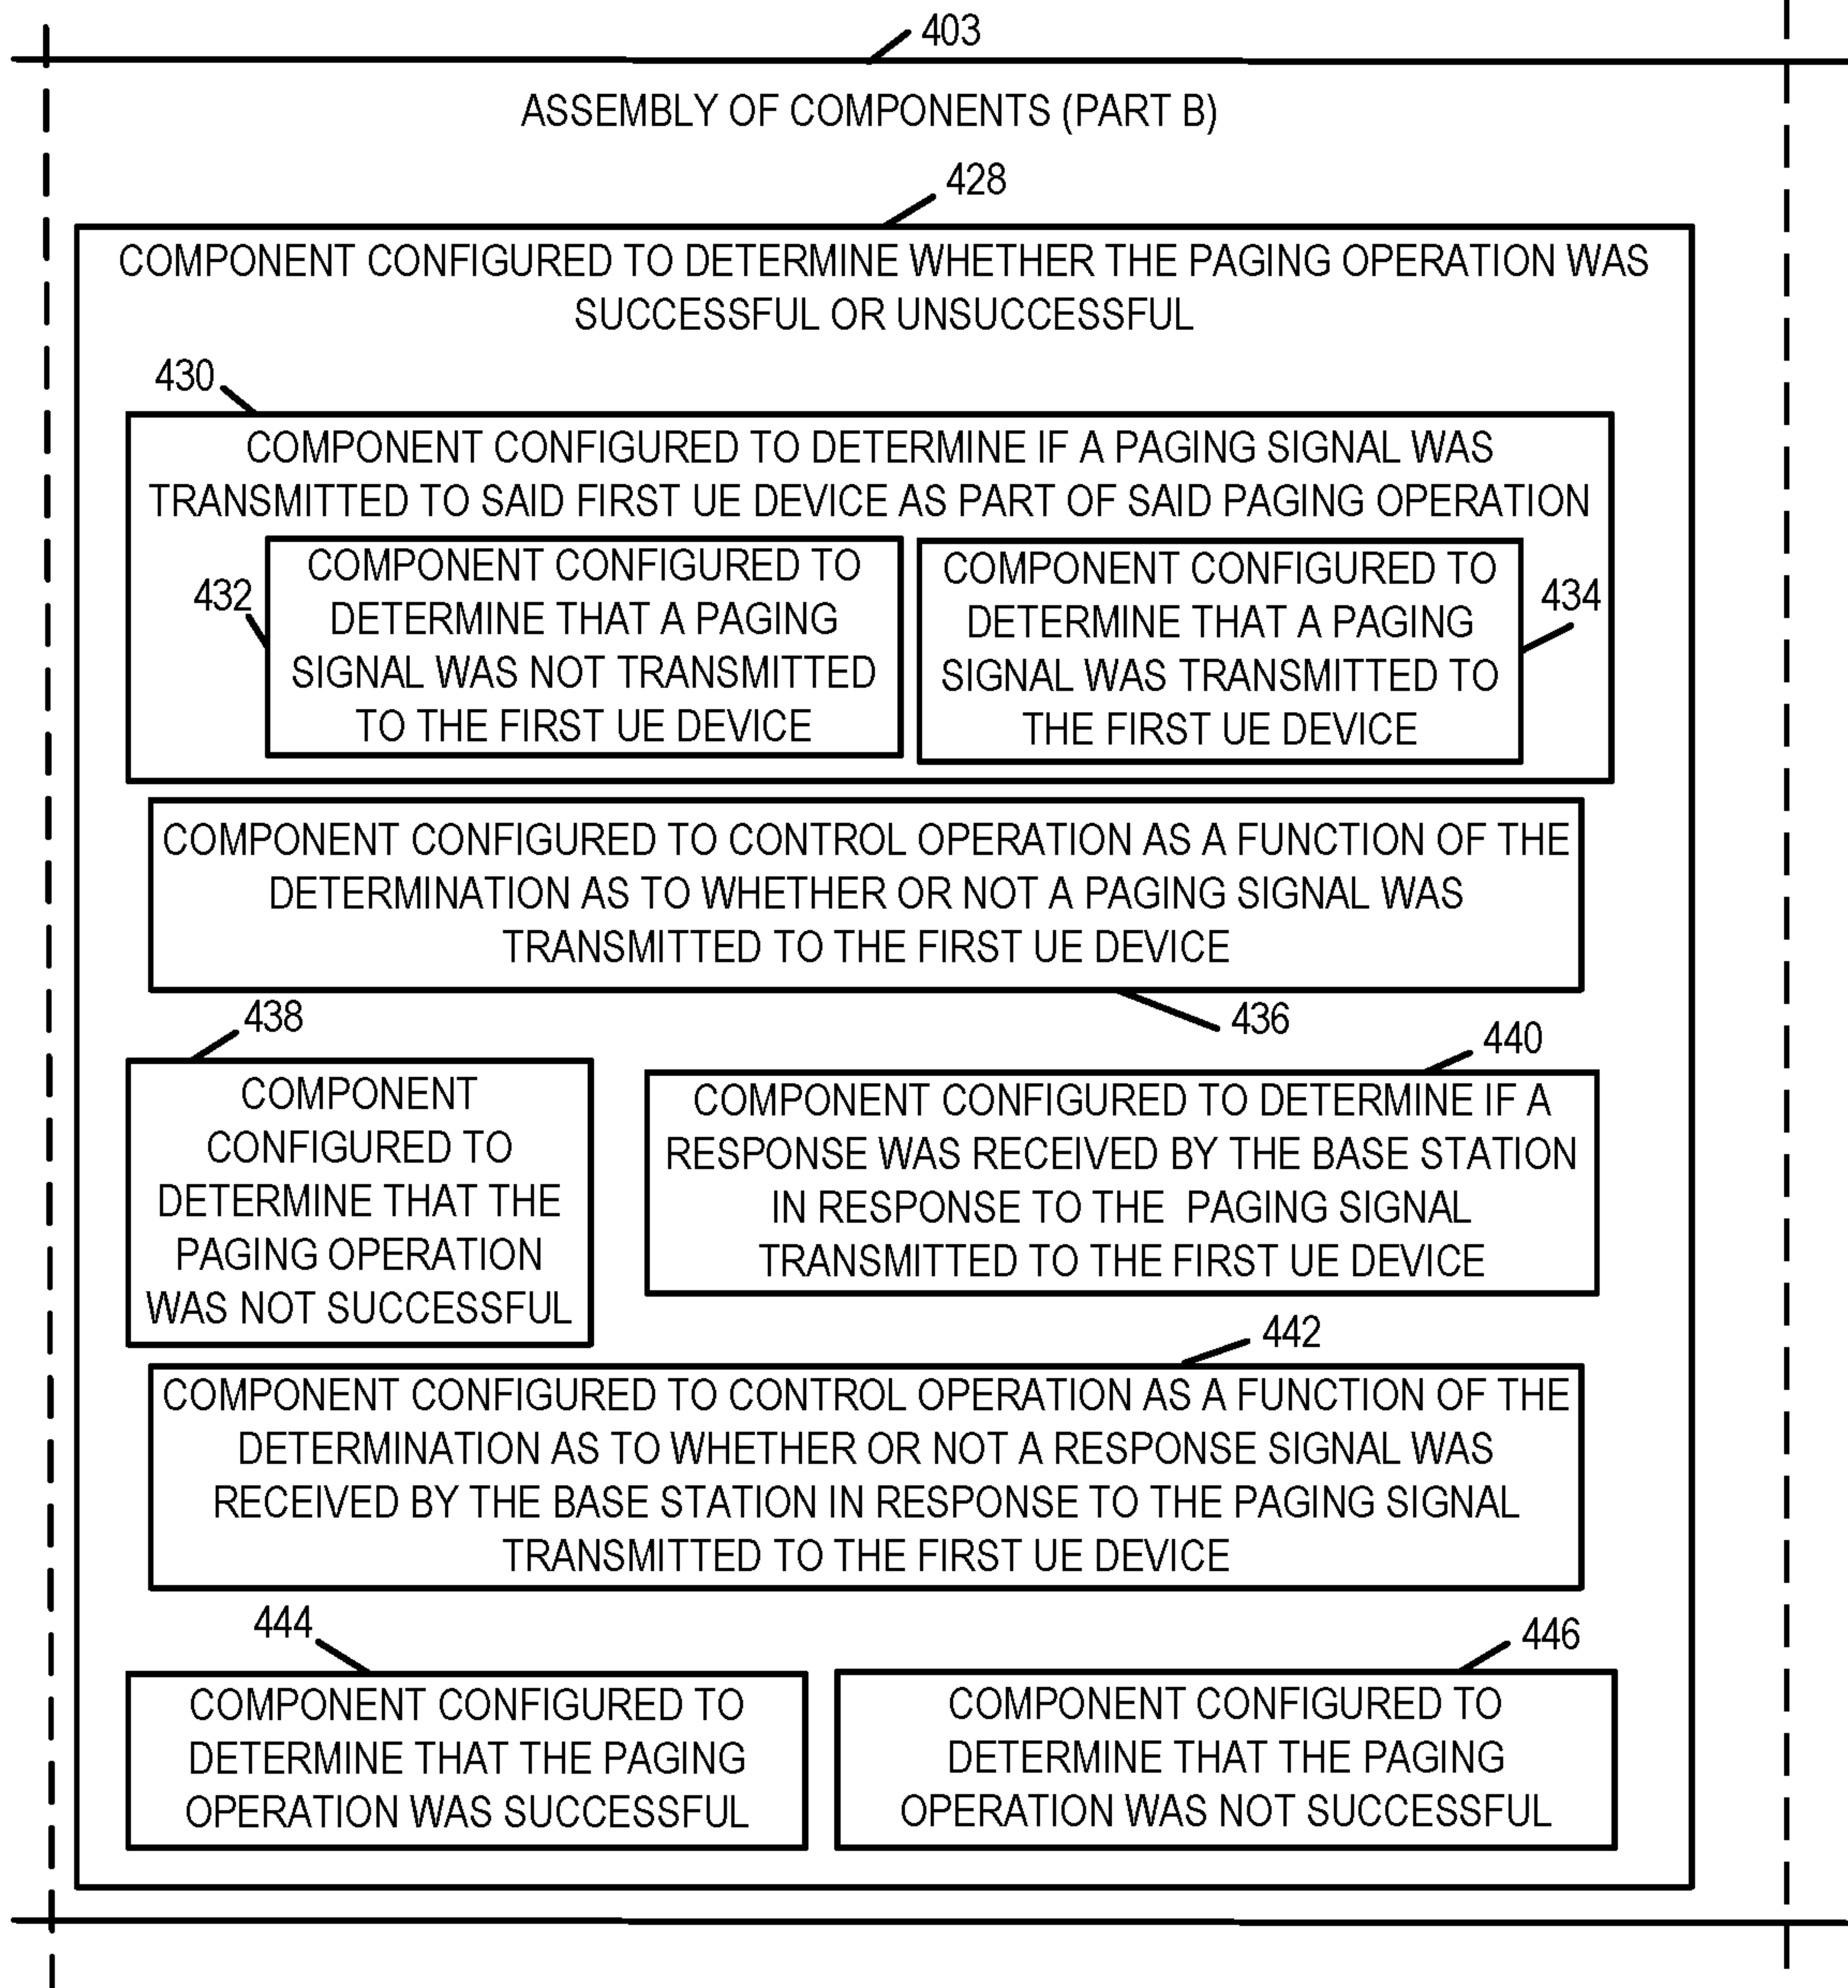 403
ASSEMBLY OF COMPONENTS (PART B)
428
COMPONENT CONFIGURED TO DETERMINE WHETHER THE PAGING OPERATION WAS
SUCCESSFUL OR UNSUCCESSFUL
430
COMPONENT CONFIGURED TO DETERMINE IF A PAGING SIGNAL WAS
TRANSMITTED TO SAID FIRST UE DEVICE AS PART OF SAID PAGING OPERATION
432
COMPONENT CONFIGURED TO
DETERMINE THAT A PAGING
SIGNAL WAS NOT TRANSMITTED
TO THE FIRST UE DEVICE
COMPONENT CONFIGURED TO
DETERMINE THAT A PAGING
SIGNAL WAS TRANSMITTED TO
THE FIRST UE DEVICE
434
COMPONENT CONFIGURED TO CONTROL OPERATION AS A FUNCTION OF THE
DETERMINATION AS TO WHETHER OR NOT A PAGING SIGNAL WAS
TRANSMITTED TO THE FIRST UE DEVICE
436
438
COMPONENT
CONFIGURED TO
DETERMINE THAT THE
PAGING OPERATION
WAS NOT SUCCESSFUL
440
COMPONENT CONFIGURED TO DETERMINE IF A
RESPONSE WAS RECEIVED BY THE BASE STATION
IN RESPONSE TO THE PAGING SIGNAL
TRANSMITTED TO THE FIRST UE DEVICE
442
COMPONENT CONFIGURED TO CONTROL OPERATION AS A FUNCTION OF THE
DETERMINATION AS TO WHETHER OR NOT A RESPONSE SIGNAL WAS
RECEIVED BY THE BASE STATION IN RESPONSE TO THE PAGING SIGNAL
TRANSMITTED TO THE FIRST UE DEVICE
444
COMPONENT CONFIGURED TO
DETERMINE THAT THE PAGING
OPERATION WAS SUCCESSFUL
446
COMPONENT CONFIGURED TO
DETERMINE THAT THE PAGING
OPERATION WAS NOT SUCCESSFUL